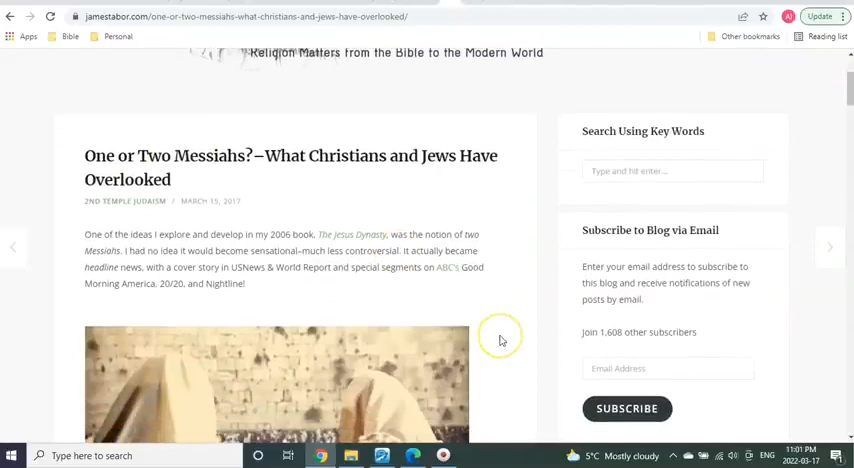 jamestabor.com/one-or-two-messiahs-what-christians-and-jews-have-overlooked/
AI
Update
Apps
Bible
Personal
Other bookmarks
Reading list
Religion Matters from the Bible to the Modern World
One or Two Messiahs?–What Christians and Jews Have
Overlooked
2ND TEMPLE JUDAISM / MARCH 15, 2017
One of the ideas I explore and develop in my 2006 book, The Jesus Dynasty, was the notion of two
Messiahs. I had no idea it would become sensational–much less controversial. It actually became
headline news, with a cover story in USNews & World Report and special segments on ABC's Good
Morning America, 20/20, and Nightline!
Search Using Key Words
Type and hit enter...
Subscribe to Blog via Email
Enter your email address to subscribe to
this blog and receive notifications of new
posts by email.
Join 1,608 other subscribers
Email Address
SUBSCRIBE
Type here to search
5°C Mostly cloudy
ENG
11:01 PM
2022-03-17